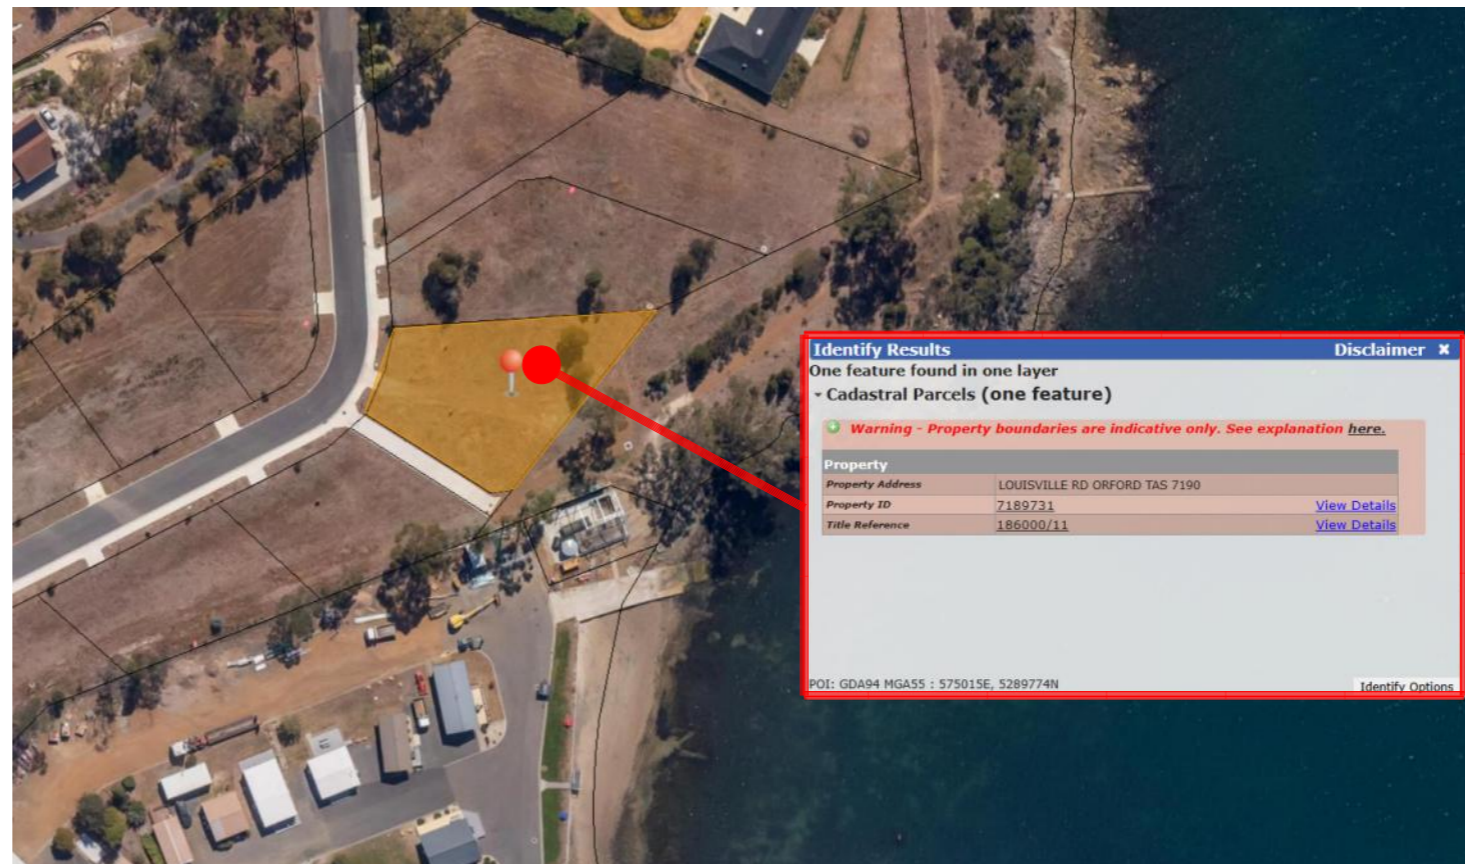 Identify Results Disclaimer ✖
One feature found in one layer
Cadastral Parcels (one feature)
Warning - Property boundaries are indicative only. See explanation here.
Property
Property Address LOUISVILLE RD ORFORD TAS 7190
Property ID 7189731 View Details
Title Reference 186000/11 View Details
POI: GDA94 MGA55 : 575015E, 5289774N Identify Options